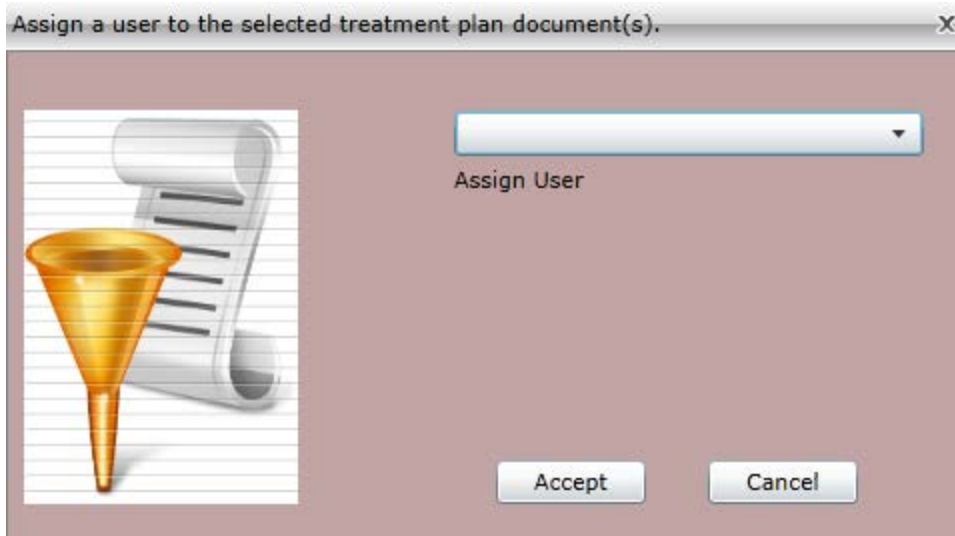 Assign a user to the selected treatment plan document(s).
Assign User
Accept
Cancel